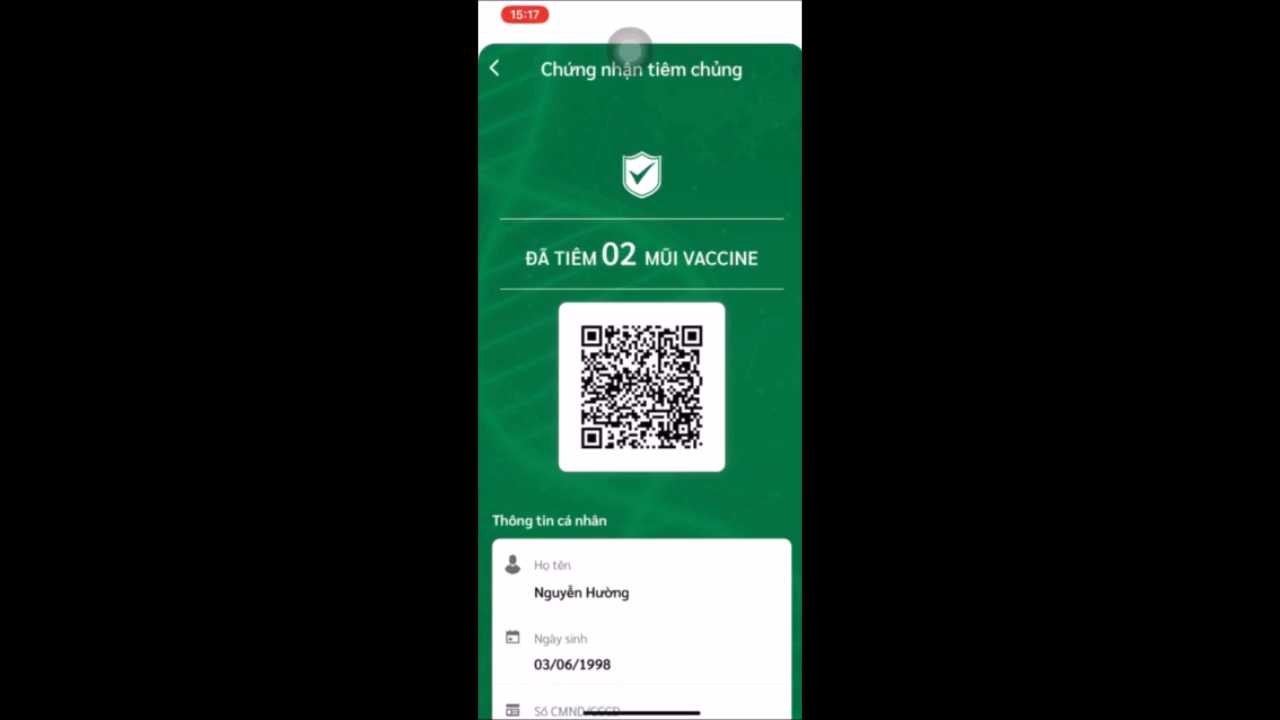 15:17
Chứng nhận tiêm chủng
ĐÃ TIÊM 02 MŨI VACCINE
Thông tin cá nhân
Họ tên
Nguyễn Hường
Ngày sinh
03/06/1998
Số CMND/CCCD